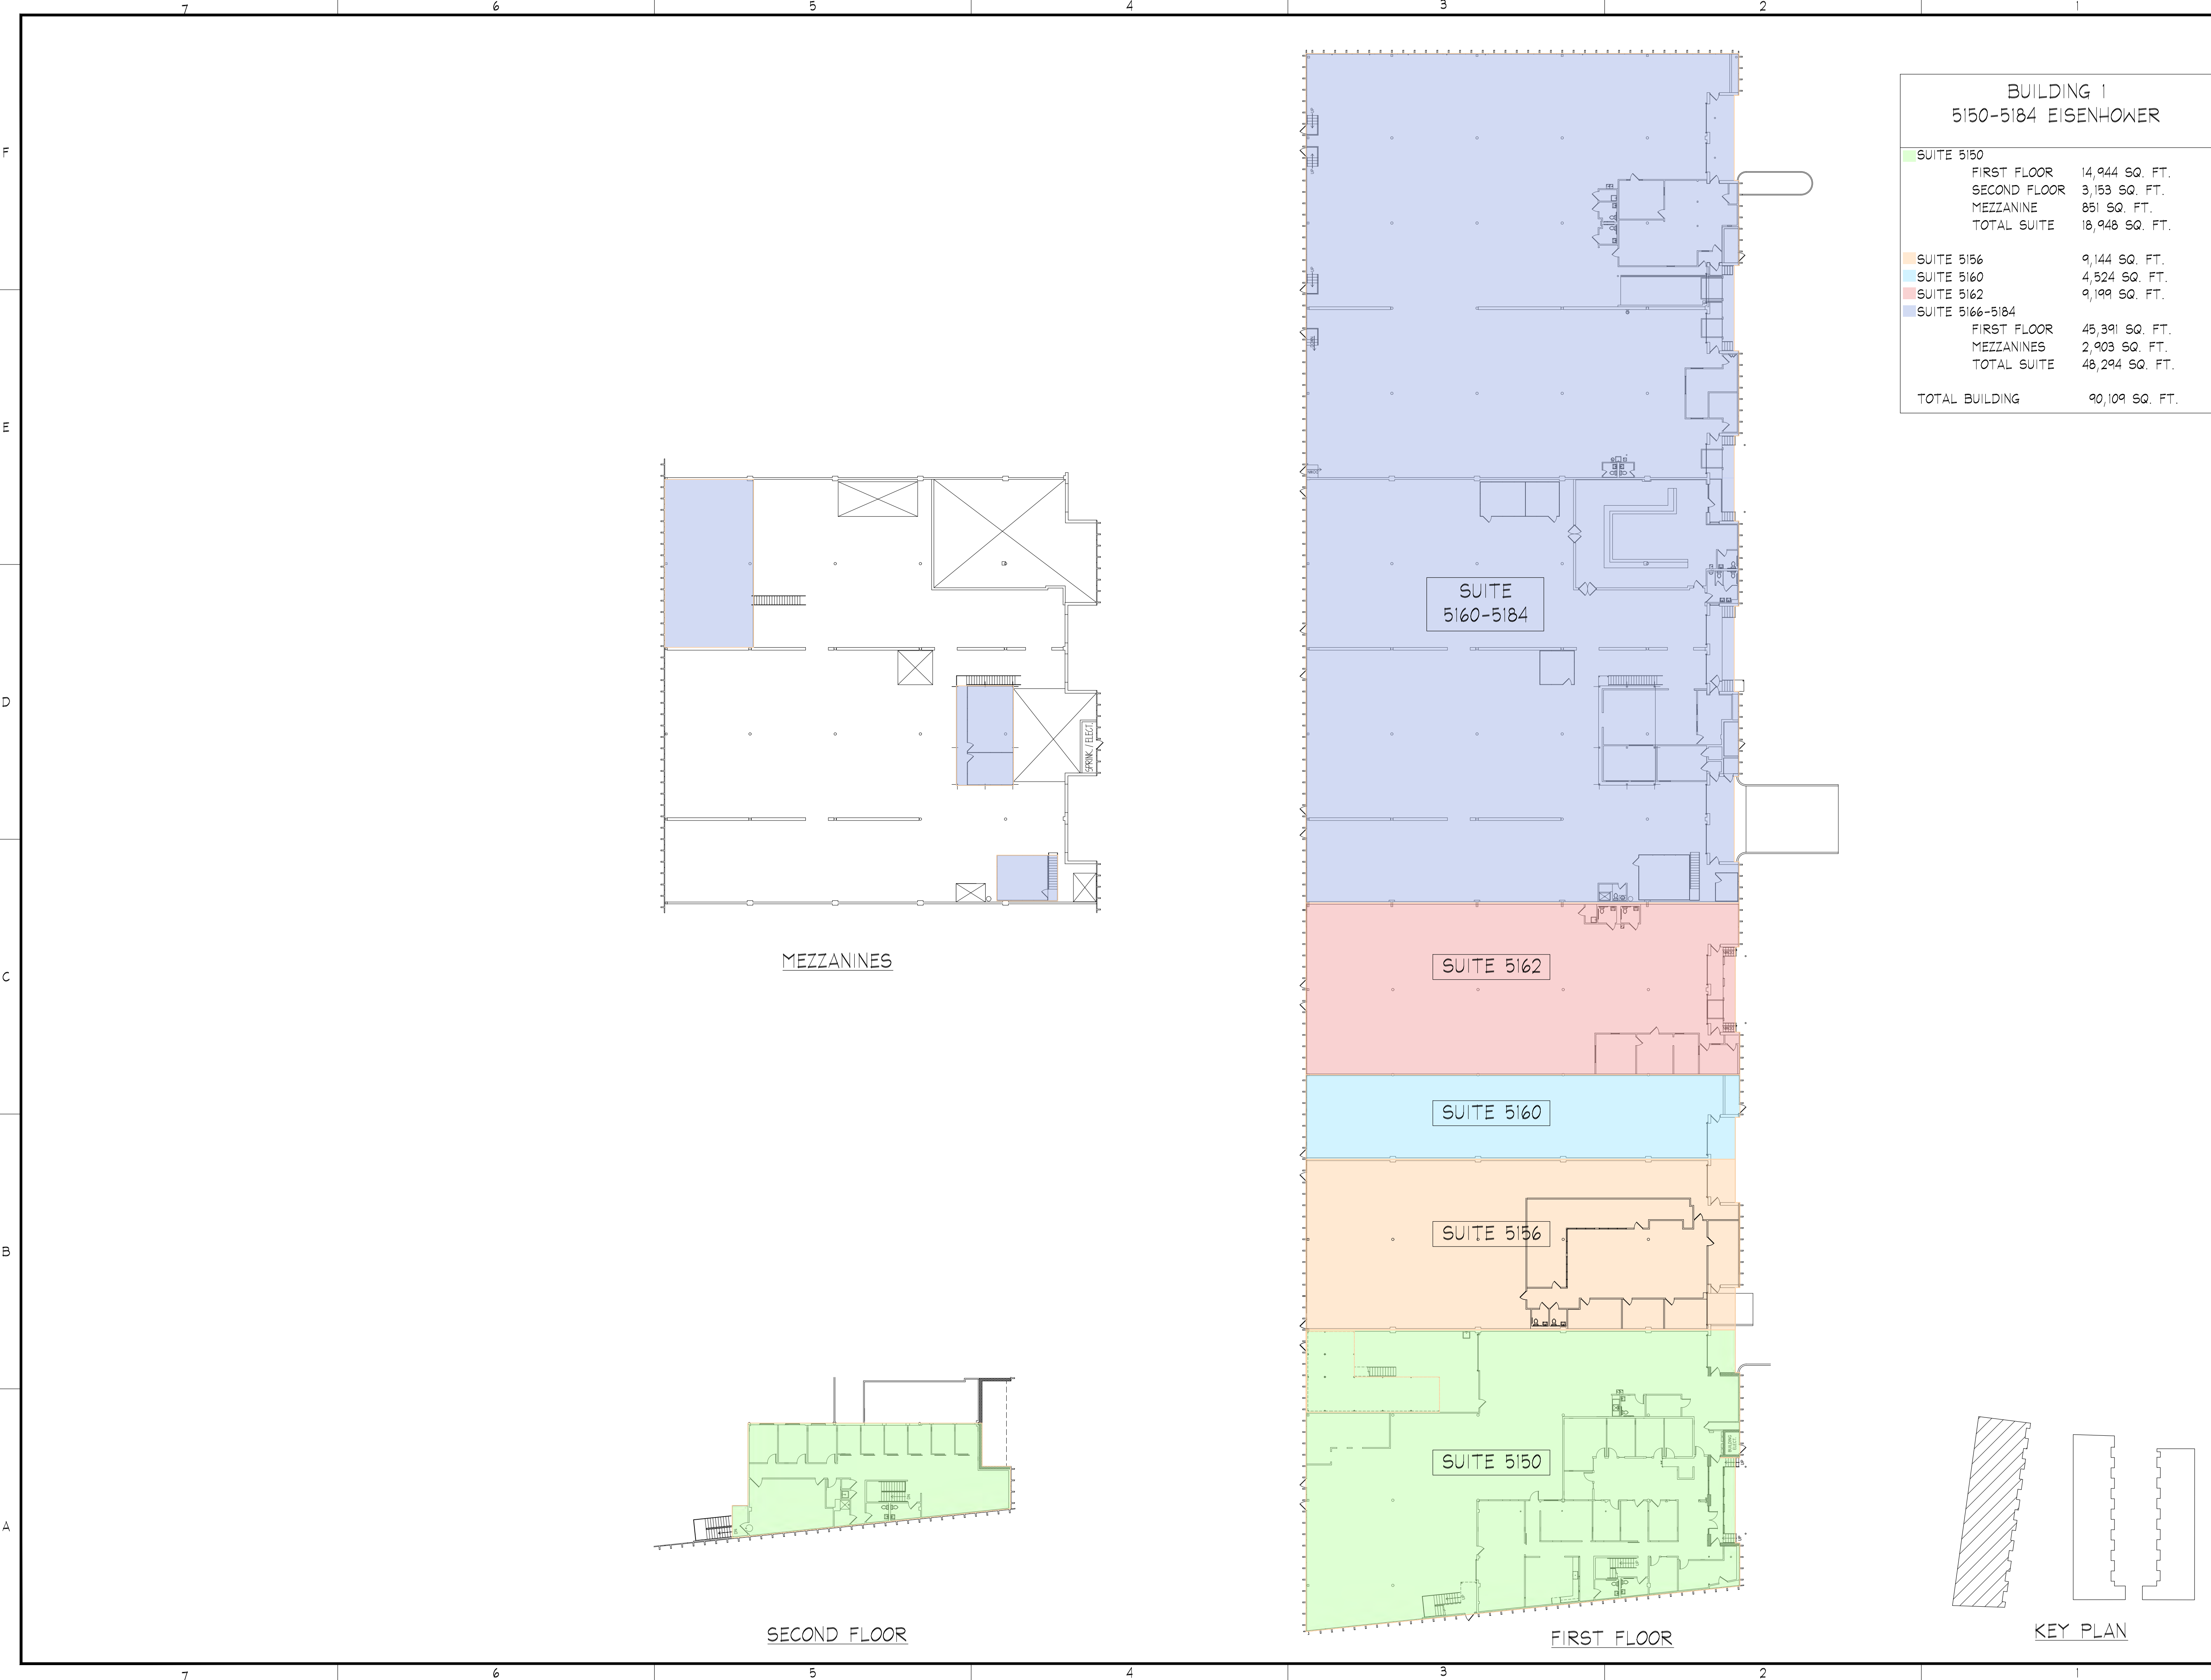 7 6 5 4 3 2 1
F
E
D
C
B
A
BUILDING 1
5150-5184 EISENHOWER
SUITE 5150
FIRST FLOOR 14,944 SQ. FT.
SECOND FLOOR 3,153 SQ. FT.
MEZZANINE 851 SQ. FT.
TOTAL SUITE 18,948 SQ. FT.
SUITE 5156 9,144 SQ. FT.
SUITE 5160 4,524 SQ. FT.
SUITE 5162 9,199 SQ. FT.
SUITE 5166-5184
FIRST FLOOR 45,391 SQ. FT.
MEZZANINES 2,903 SQ. FT.
TOTAL SUITE 48,294 SQ. FT.
TOTAL BUILDING 90,109 SQ. FT.
SUITE
5160-5184
SPRINK. / ELECT.
MEZZANINES
SUITE 5162
SUITE 5160
SUITE 5156
SUITE 5150
BUILDING
ELECT.
SECOND FLOOR
FIRST FLOOR
KEY PLAN
7 6 5 4 3 2 1